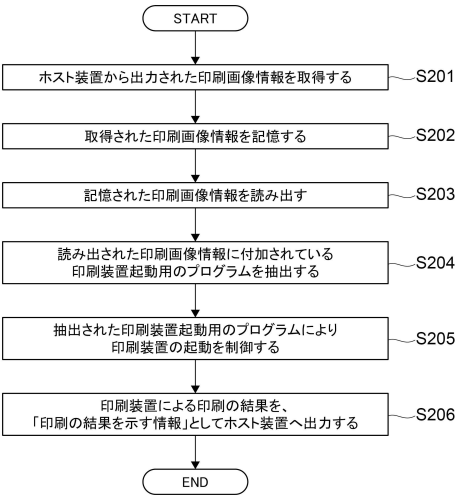 START
ホスト装置から出力された印刷画像情報を取得する
S201
取得された印刷画像情報を記憶する
S202
記憶された印刷画像情報を読み出す
S203
読み出された印刷画像情報に付加されている
印刷装置起動用のプログラムを抽出する
S204
抽出された印刷装置起動用のプログラムにより
印刷装置の起動を制御する
S205
印刷装置による印刷の結果を、
「印刷の結果を示す情報」としてホスト装置へ出力する
S206
END